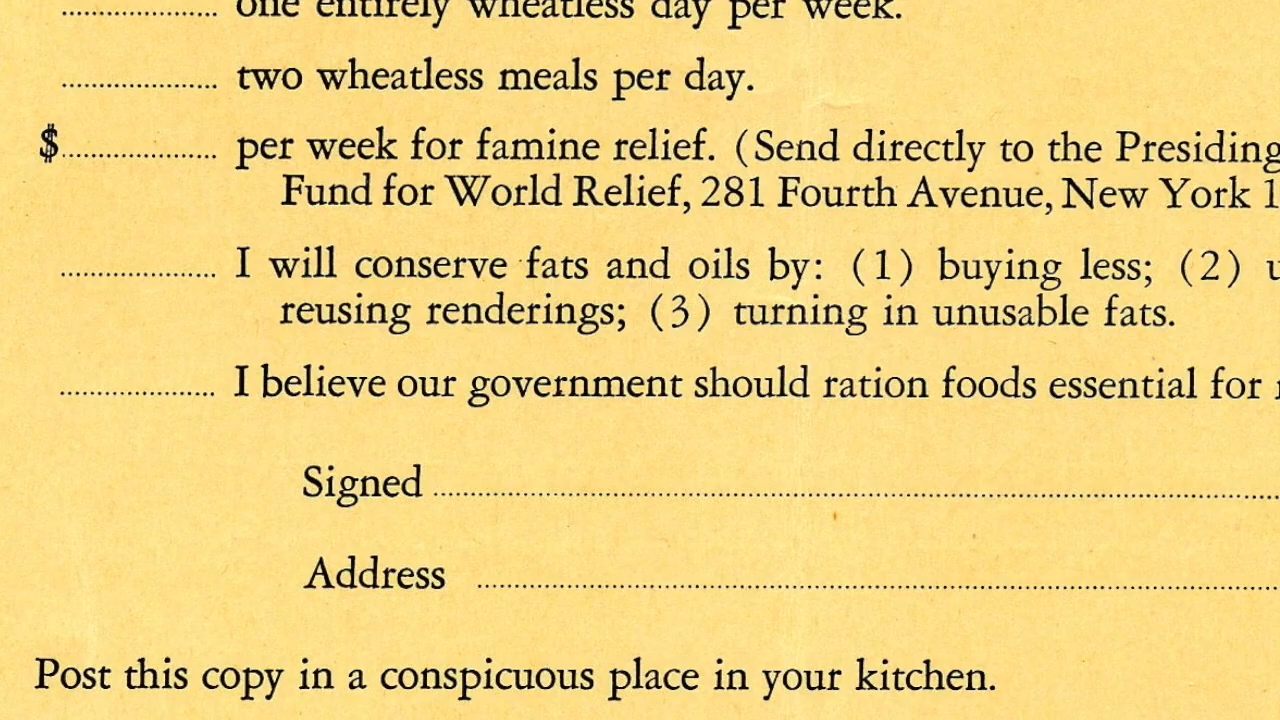 one entirely wheatless day per week.
.................... two wheatless meals per day.
$.................... per week for famine relief. (Send directly to the Presiding
Fund for World Relief, 281 Fourth Avenue, New York 1
.................... I will conserve fats and oils by: (1) buying less; (2)
reusing renderings; (3) turning in unusable fats.
.................... I believe our government should ration foods essential for
Signed ....................
Address ....................
Post this copy in a conspicuous place in your kitchen.